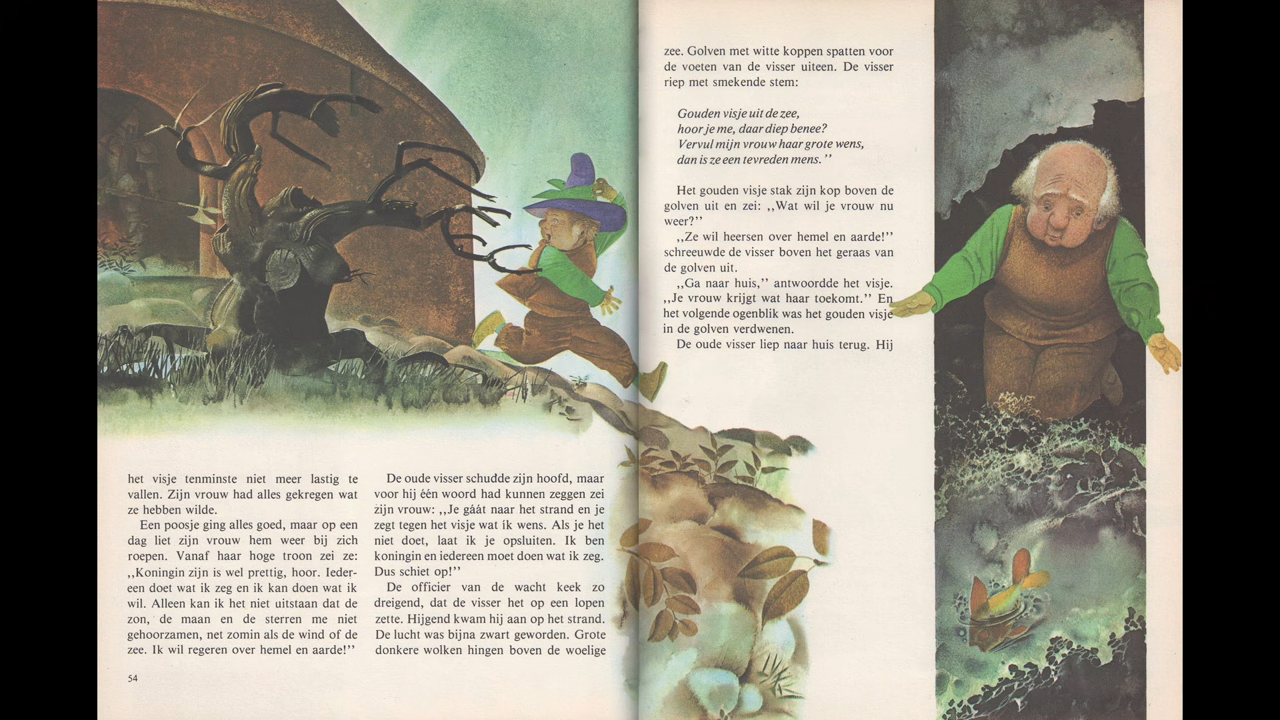 het visje tenminste niet meer lastig te
vallen. Zijn vrouw had alles gekregen wat
ze hebben wilde.
Een poosje ging alles goed, maar op een
dag liet zijn vrouw hem weer bij zich
roepen. Vanaf haar hoge troon zei ze:
,,Koningin zijn is wel prettig, hoor. Ieder-
een doet wat ik zeg en ik kan doen wat ik
wil. Alleen kan ik het niet uitstaan dat de
zon, de maan en de sterren me niet
gehoorzamen, net zomin als de wind of de
zee. Ik wil regeren over hemel en aarde!’’
54
De oude visser schudde zijn hoofd, maar
voor hij één woord had kunnen zeggen zei
zijn vrouw: ,,Je gáát naar het strand en je
zegt tegen het visje wat ik wens. Als je het
niet doet, laat ik je opsluiten. Ik ben
koningin en iedereen moet doen wat ik zeg.
Dus schiet op!’’
De officier van de wacht keek zo
dreigend, dat de visser het op een lopen
zette. Hijgend kwam hij aan op het strand.
De lucht was bijna zwart geworden. Grote
donkere wolken hingen boven de woelige
zee. Golven met witte koppen spatten voor
de voeten van de visser uiteen. De visser
riep met smekende stem:
Gouden visje uit de zee,
hoor je me, daar diep benee?
Vervul mijn vrouw haar grote wens,
dan is ze een tevreden mens.’’
Het gouden visje stak zijn kop boven de
golven uit en zei: ,,Wat wil je vrouw nu
weer?’’
,,Ze wil heersen over hemel en aarde!’’
schreeuwde de visser boven het geraas van
de golven uit.
,,Ga naar huis,’’ antwoordde het visje.
,,Je vrouw krijgt wat haar toekomt.’’ En
het volgende ogenblik was het gouden visje
in de golven verdwenen.
De oude visser liep naar huis terug. Hij